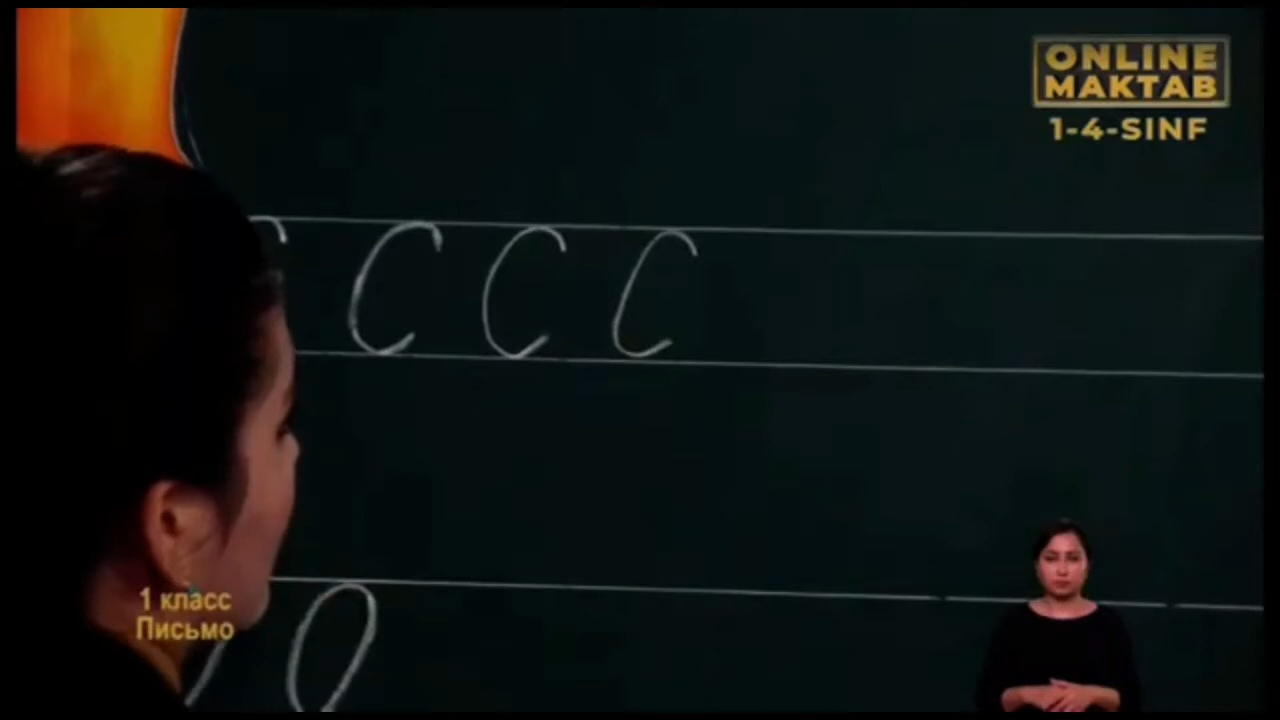 ONLINE
MAKTAB
1-4-SINF
С С С
О
1 класс
Письмо